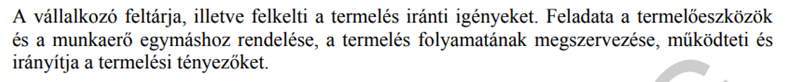 A vállalkozó feltárja, illetve felkelti a termelés iránti igényeket. Feladata a termelőeszközök
és a munkaerő egymáshoz rendelése, a termelés folyamatának megszervezése, működteti és
irányítja a termelési tényezőket.